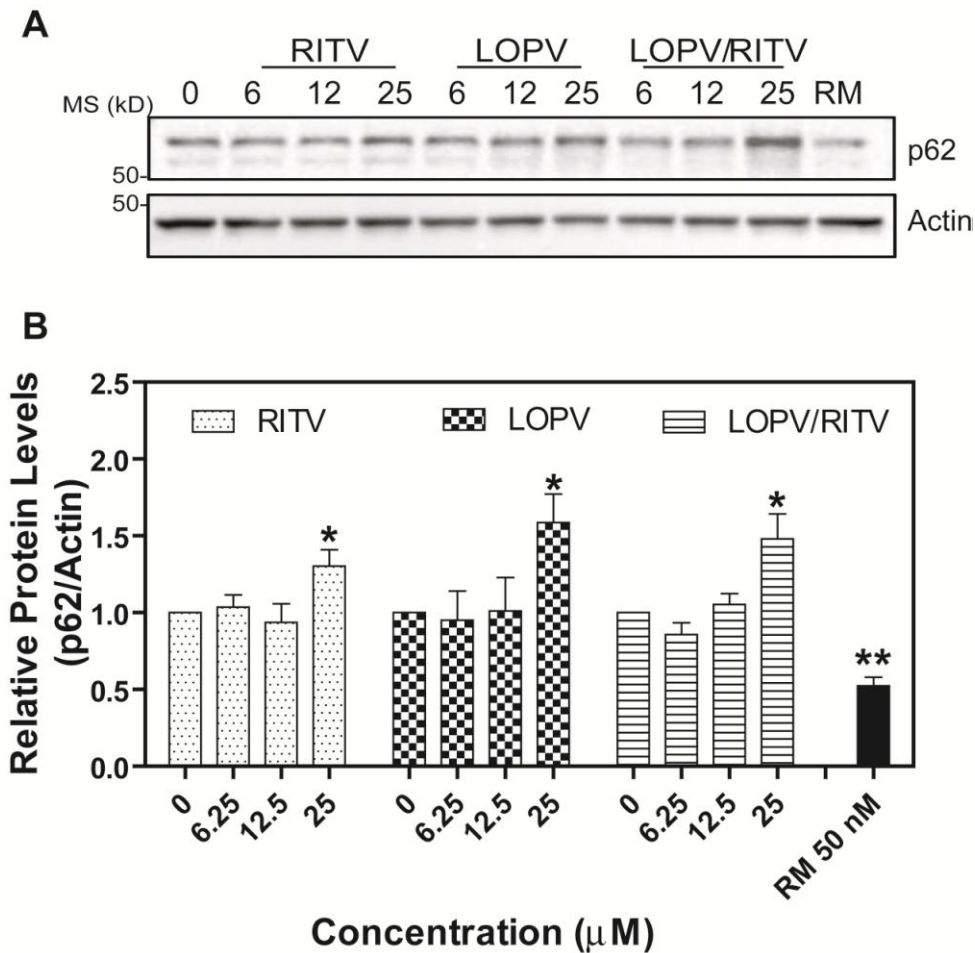 A
RITV LOPV LOPV/RITV
MS (kD) 0 6 12 25 6 12 25 6 12 25 RM
p62
50-
50-
Actin
B
Relative Protein Levels
(p62/Actin)
2.5
2.0
1.5
1.0
0.5
0.0
RITV LOPV LOPV/RITV
* * * **
0 6.25 12.5 25 0 6.25 12.5 25 0 6.25 12.5 25 RM 50 nM
Concentration (μM)